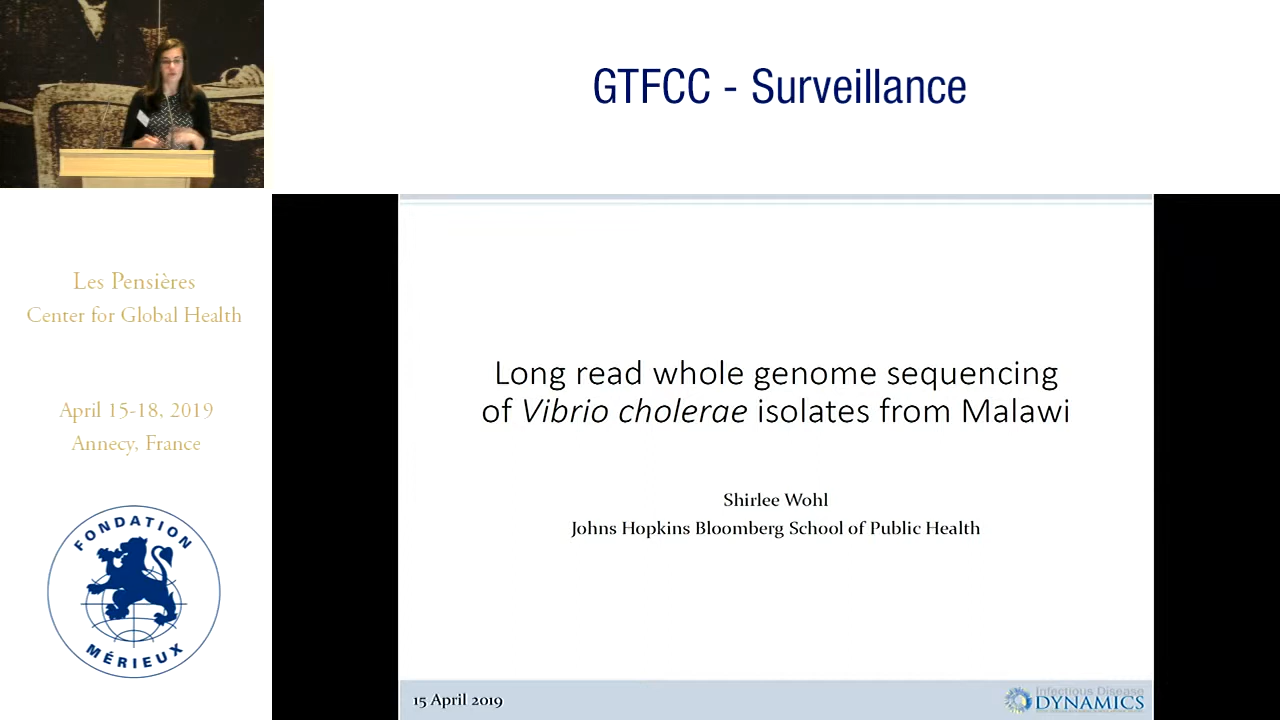 GTFCC - Surveillance
Les Pensières
Center for Global Health
April 15-18, 2019
Annecy, France
FONDATION
MÉRIEUX
Long read whole genome sequencing
of Vibrio cholerae isolates from Malawi
Shirlee Wohl
Johns Hopkins Bloomberg School of Public Health
15 April 2019
Infectious Disease
DYNAMICS